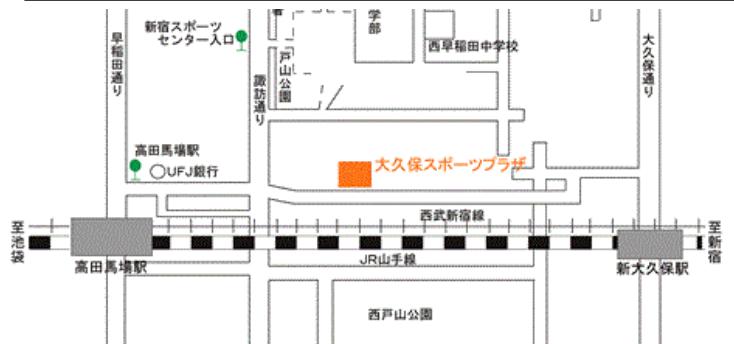 学部
新宿スポーツ
センター入口
早稲田通り
戸山公園
諏訪通り
西早稲田中学校
大久保通り
高田馬場駅
UFJ銀行
大久保スポーツプラザ
西武新宿線
至池袋
至新宿
JR山手線
高田馬場駅
新大久保駅
西戸山公園